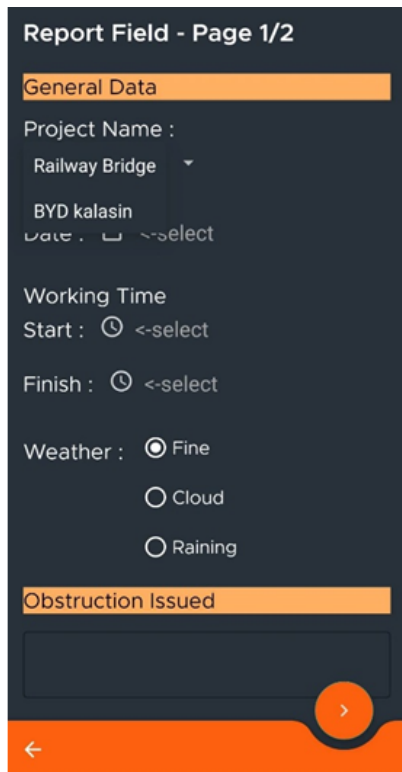 Report Field - Page 1/2
General Data
Project Name :
Railway Bridge
BYD kalasin
Date : <-select
Working Time
Start : <-select
Finish : <-select
Weather : Fine
Cloud
Raining
Obstruction Issued